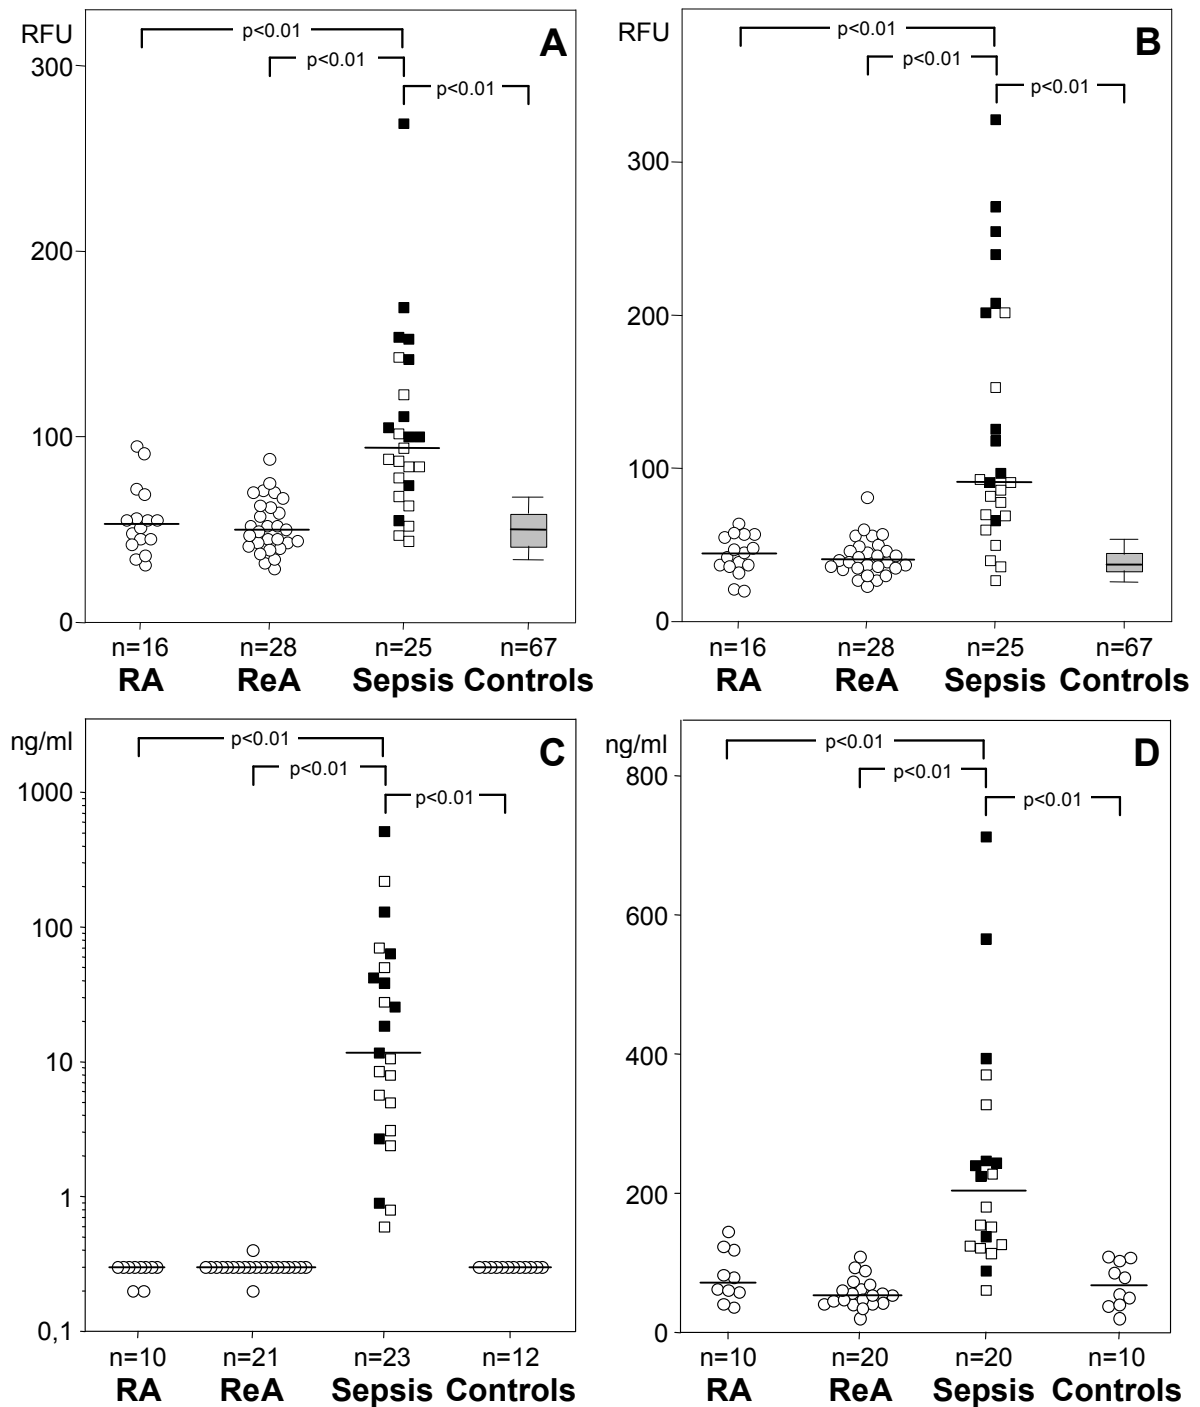 RFU
A
p<0.01
p<0.01
p<0.01
300
200
100
0
n=16 n=28 n=25 n=67
RA ReA Sepsis Controls
RFU
B
p<0.01
p<0.01
p<0.01
300
200
100
0
n=16 n=28 n=25 n=67
RA ReA Sepsis Controls
ng/ml
C
p<0.01
p<0.01
p<0.01
1000
100
10
1
0,1
n=10 n=21 n=23 n=12
RA ReA Sepsis Controls
ng/ml
D
p<0.01
p<0.01
p<0.01
800
600
400
200
0
n=10 n=20 n=20 n=10
RA ReA Sepsis Controls